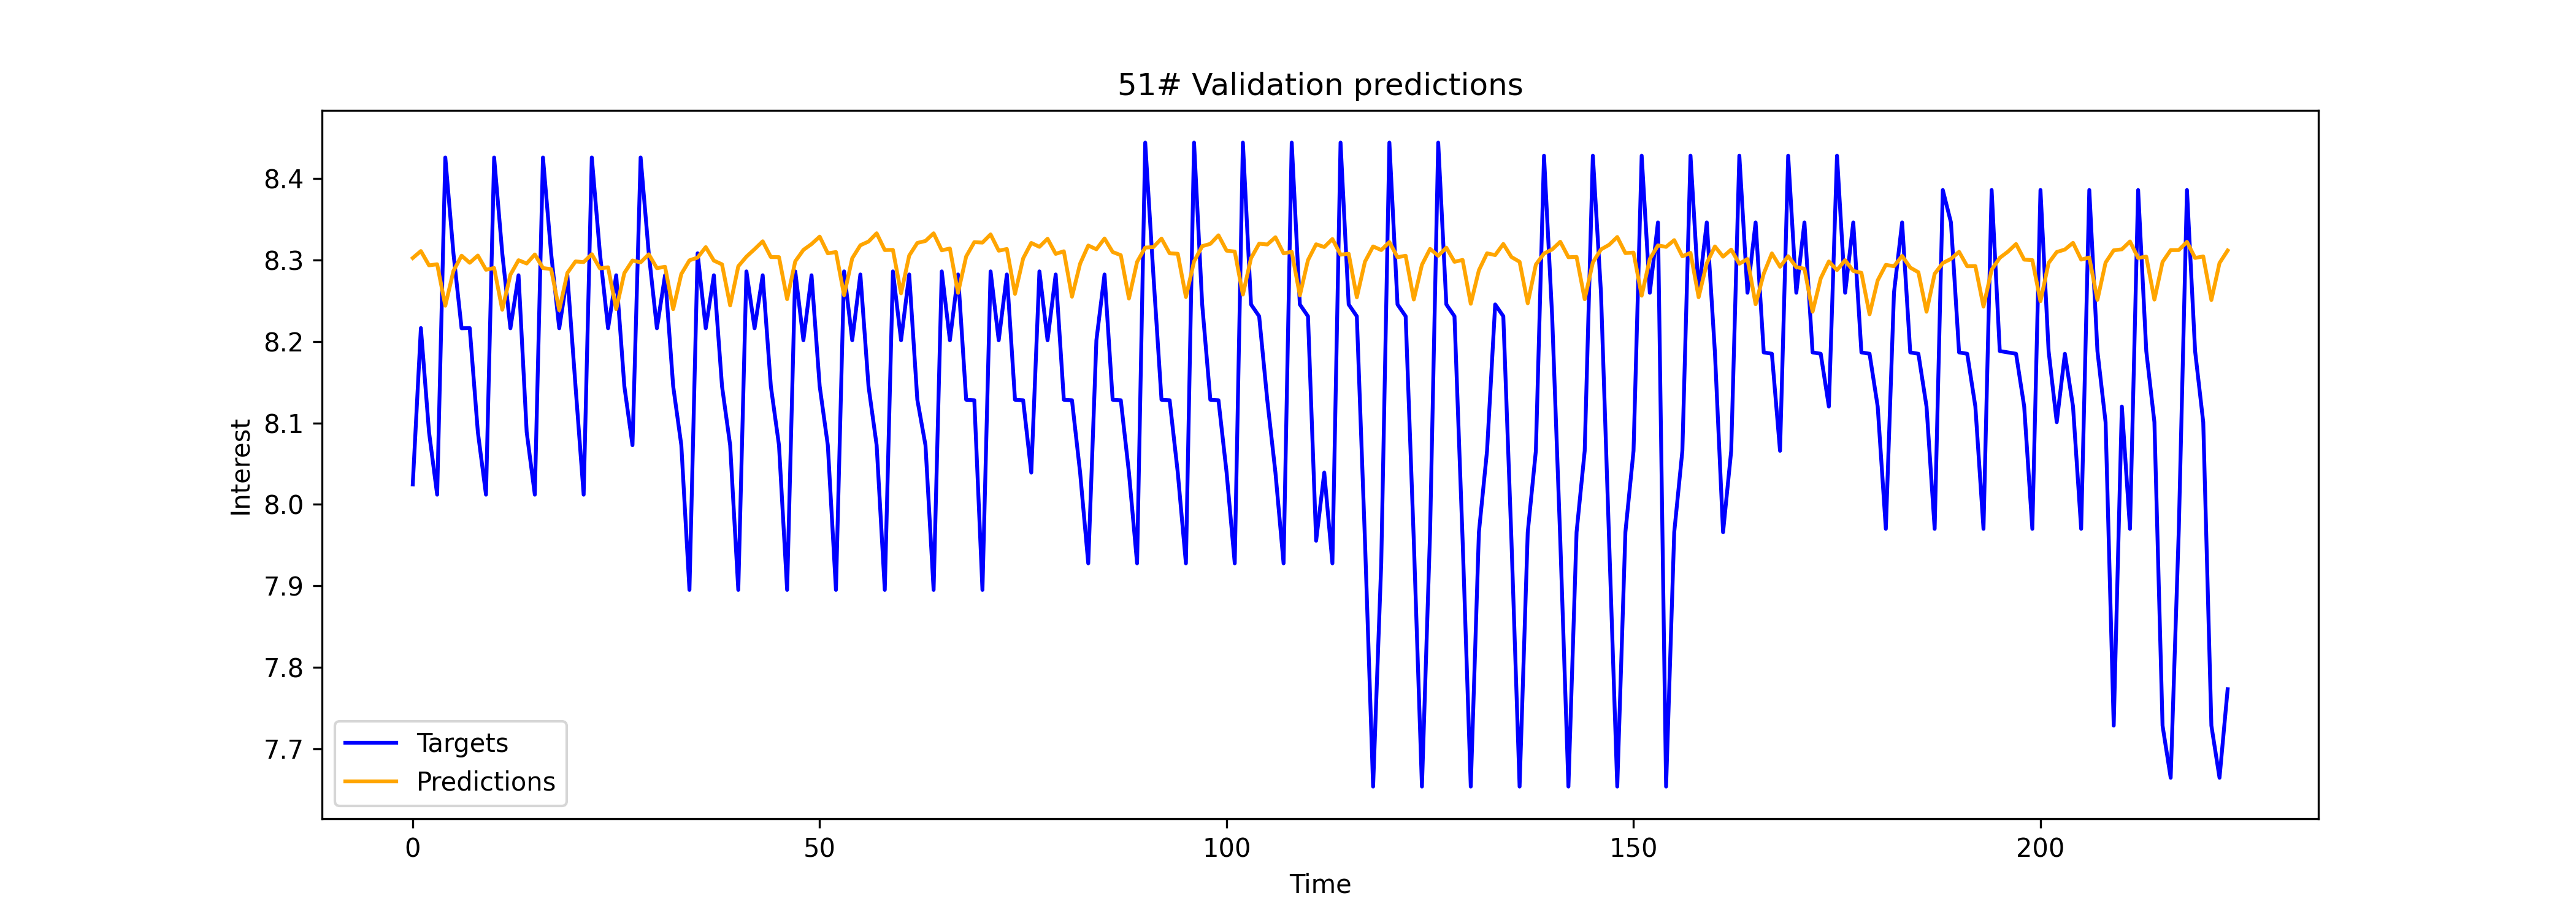 51# Validation predictions
8.4
8.3
8.2
8.1
8.0
7.9
7.8
7.7
Interest
Targets
Predictions
0
50
100
150
200
Time